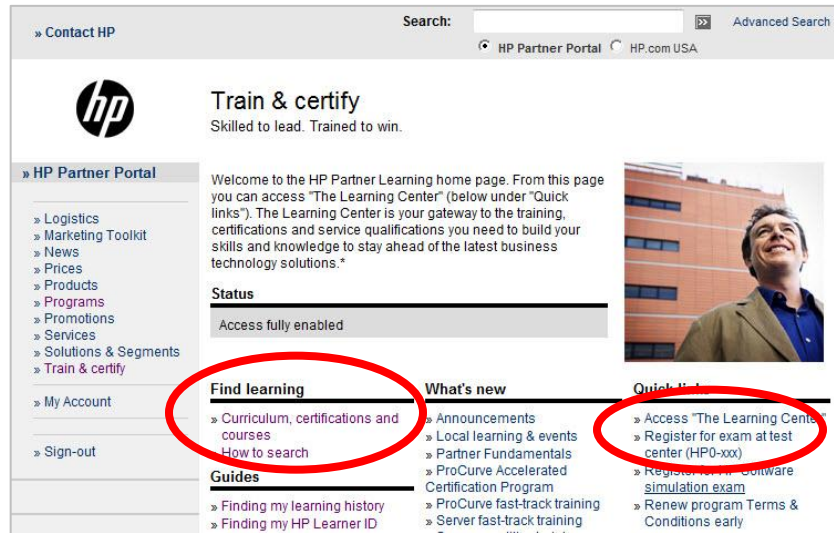 Search:
» Contact HP
Advanced Search
HP Partner Portal
HP.com USA
hp
Train & certify
Skilled to lead. Trained to win.
» HP Partner Portal
» Logistics
» Marketing Toolkit
» News
» Prices
» Products
» Programs
» Promotions
» Services
» Solutions & Segments
» Train & certify
» My Account
» Sign-out
Welcome to the HP Partner Learning home page. From this page
you can access "The Learning Center" (below under "Quick
links"). The Learning Center is your gateway to the training,
certifications and service qualifications you need to build your
skills and knowledge to stay ahead of the latest business
technology solutions.*
Status
Access fully enabled
Find learning
» Curriculum, certifications and
courses
» How to search
Guides
» Finding my learning history
» Finding my HP Learner ID
What's new
» Announcements
» Local learning & events
» Partner Fundamentals
» ProCurve Accelerated
Certification Program
» ProCurve fast-track training
» Server fast-track training
Quick links
» Access "The Learning Center"
» Register for exam at test
center (HP0-xxx)
» Register for HP Software
simulation exam
» Renew program Terms &
Conditions early